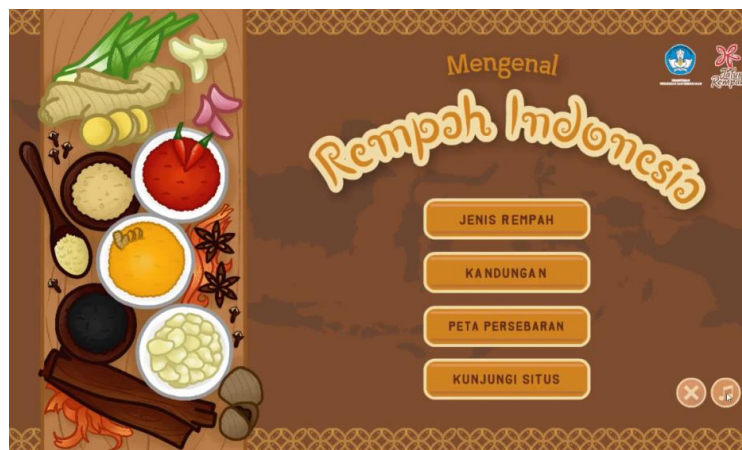 Mengenal
Rempah Indonesia
JENIS REMPAH
KANDUNGAN
PETA PERSEBARAN
KUNJUNGI SITUS